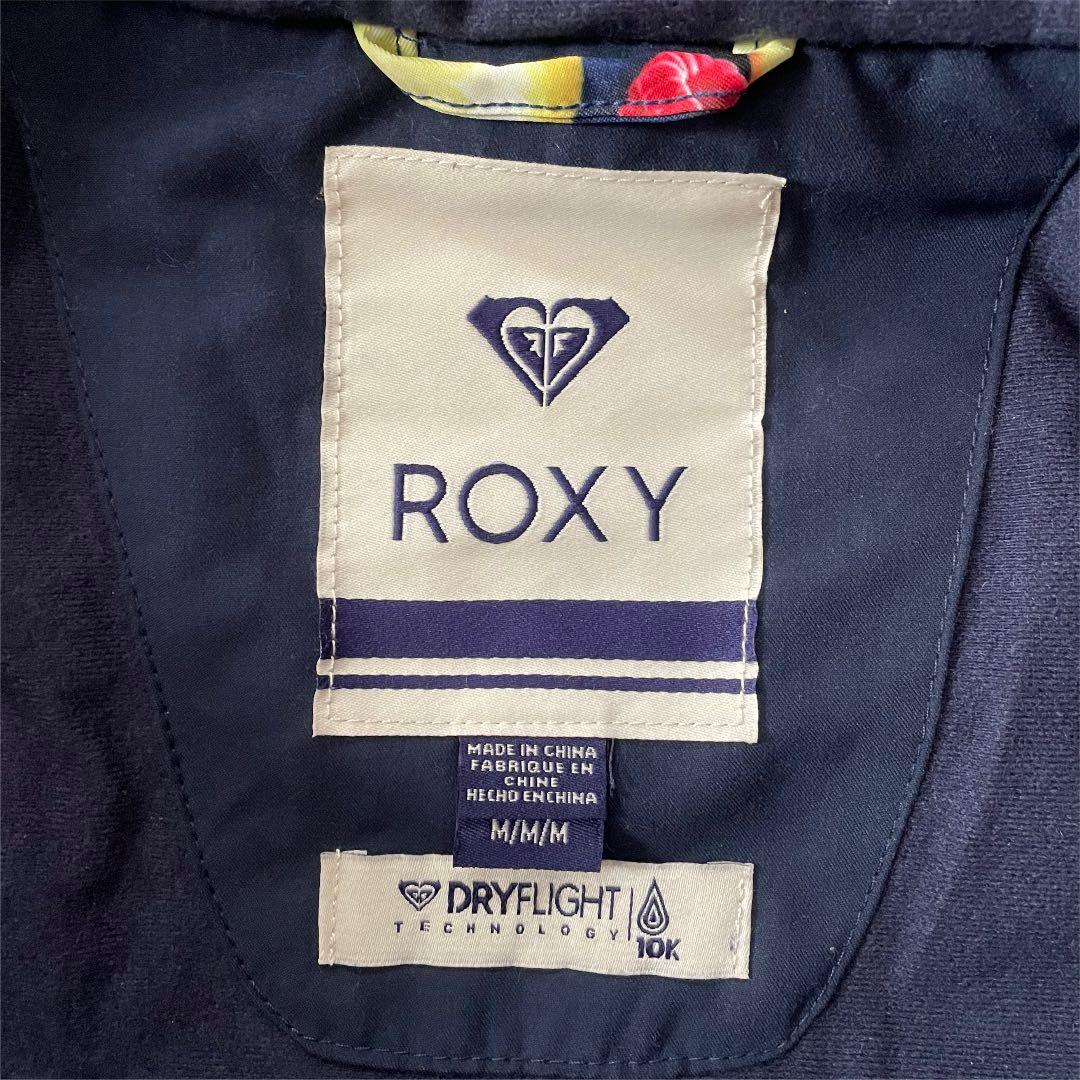 ROXY
MADE IN CHINA
FABRIQUE EN
CHINE
HECHO EN CHINA
M/M/M
DRYFLIGHT
TECHNOLOGY
10K